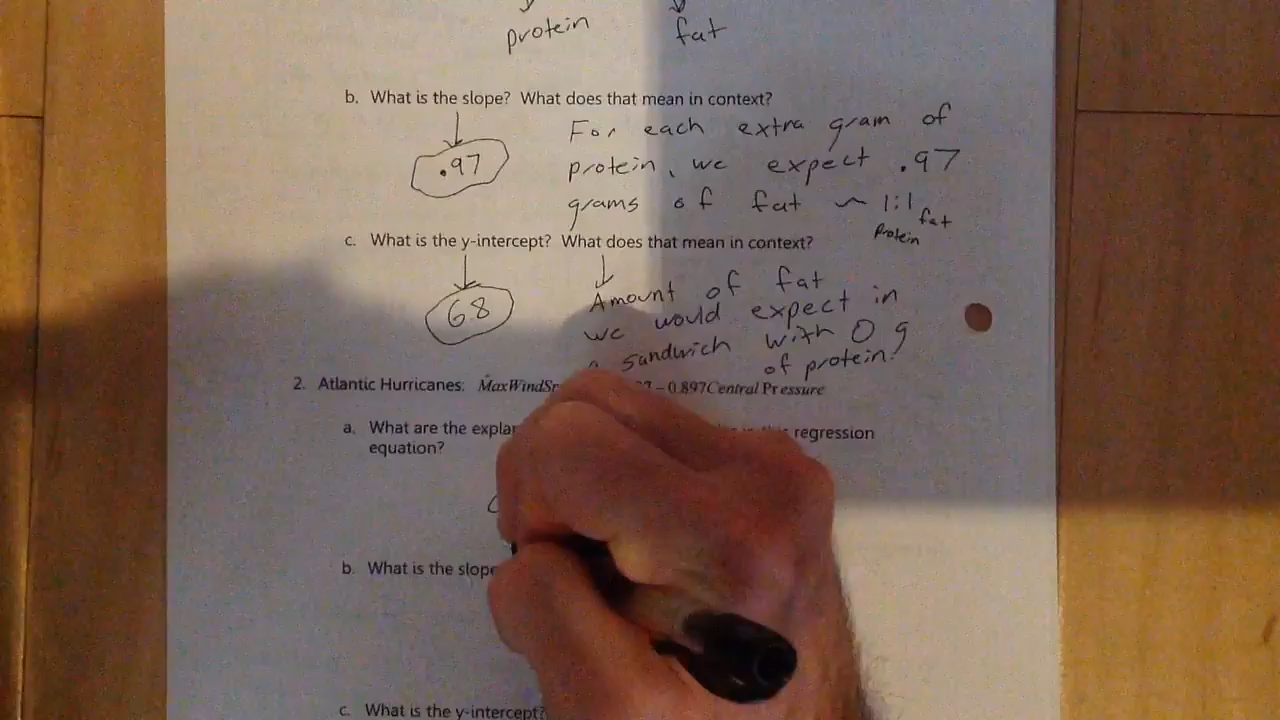 protein fat
b. What is the slope? What does that mean in context?
.97
For each extra gram of
protein, we expect .97
grams of fat ~ 1:1
protein fat
c. What is the y-intercept? What does that mean in context?
6.8
Amount of fat
we would expect in
a sandwich with 0 g
of protein.
2. Atlantic Hurricanes: MaxWindSp - 0.897Central Pressure
a. What are the explan regression
equation?
b. What is the slope
c. What is the y-intercept?